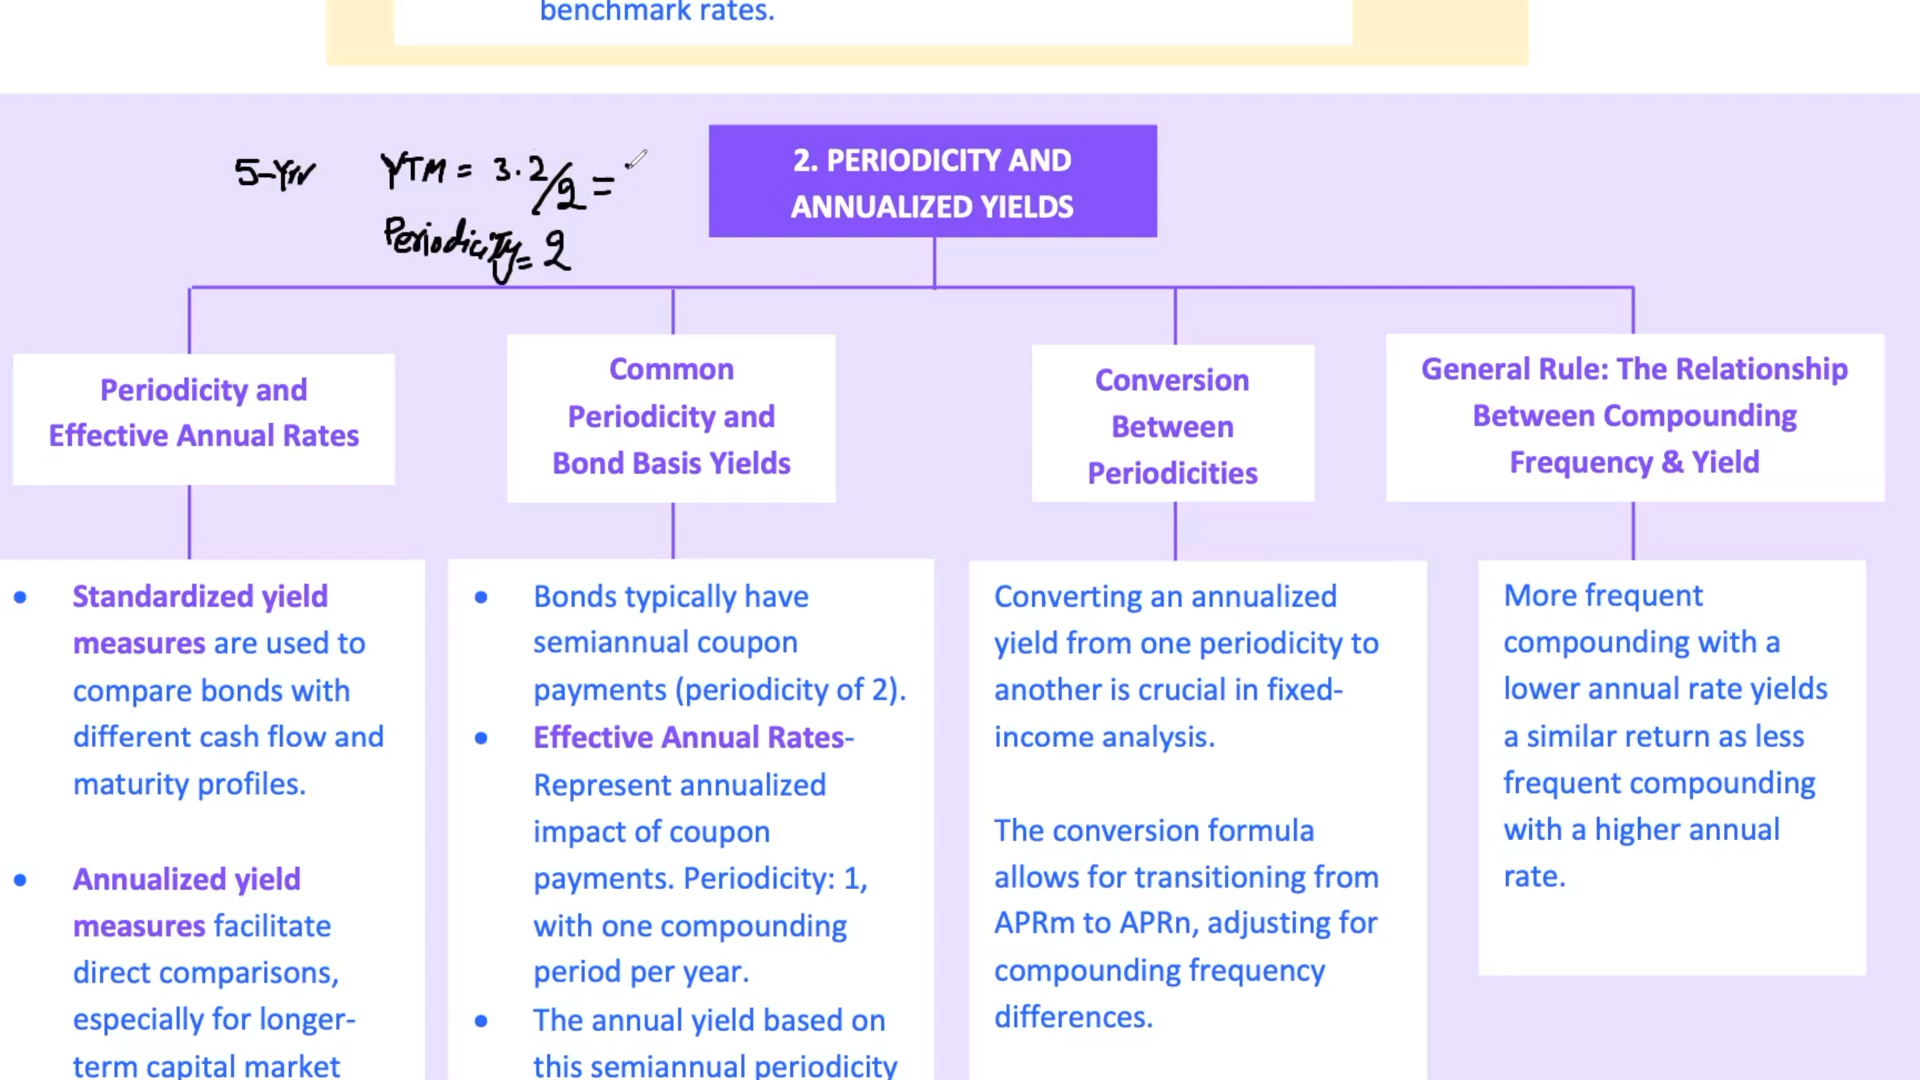 benchmark rates.
5-Yr YTM = 3.2/2 =
Periodicity = 2
2. PERIODICITY AND
ANNUALIZED YIELDS
Periodicity and
Effective Annual Rates
Common
Periodicity and
Bond Basis Yields
Conversion
Between
Periodicities
General Rule: The Relationship
Between Compounding
Frequency & Yield
• Standardized yield
measures are used to
compare bonds with
different cash flow and
maturity profiles.
• Annualized yield
measures facilitate
direct comparisons,
especially for longer-
term capital market
• Bonds typically have
semiannual coupon
payments (periodicity of 2).
• Effective Annual Rates-
Represent annualized
impact of coupon
payments. Periodicity: 1,
with one compounding
period per year.
• The annual yield based on
this semiannual periodicity
Converting an annualized
yield from one periodicity to
another is crucial in fixed-
income analysis.
The conversion formula
allows for transitioning from
APRm to APRn, adjusting for
compounding frequency
differences.
More frequent
compounding with a
lower annual rate yields
a similar return as less
frequent compounding
with a higher annual
rate.